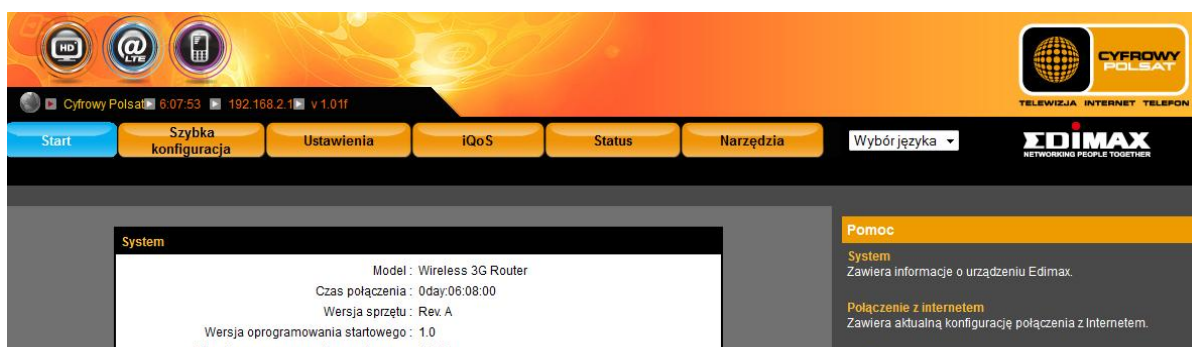 HD
@
LTE
CYFROWY
POLSAT
TELEWIZJA INTERNET TELEFON
Cyfrowy Polsat 6:07:53 192.168.2.1 v 1.01f
Start
Szybka
konfiguracja
Ustawienia
iQoS
Status
Narzędzia
Wybór języka
EDIMAX
NETWORKING PEOPLE TOGETHER
System
Model : Wireless 3G Router
Czas połączenia : 0day:06:08:00
Wersja sprzętu : Rev. A
Wersja oprogramowania startowego : 1.0
Pomoc
System
Zawiera informacje o urządzeniu Edimax.
Połączenie z internetem
Zawiera aktualną konfigurację połączenia z Internetem.